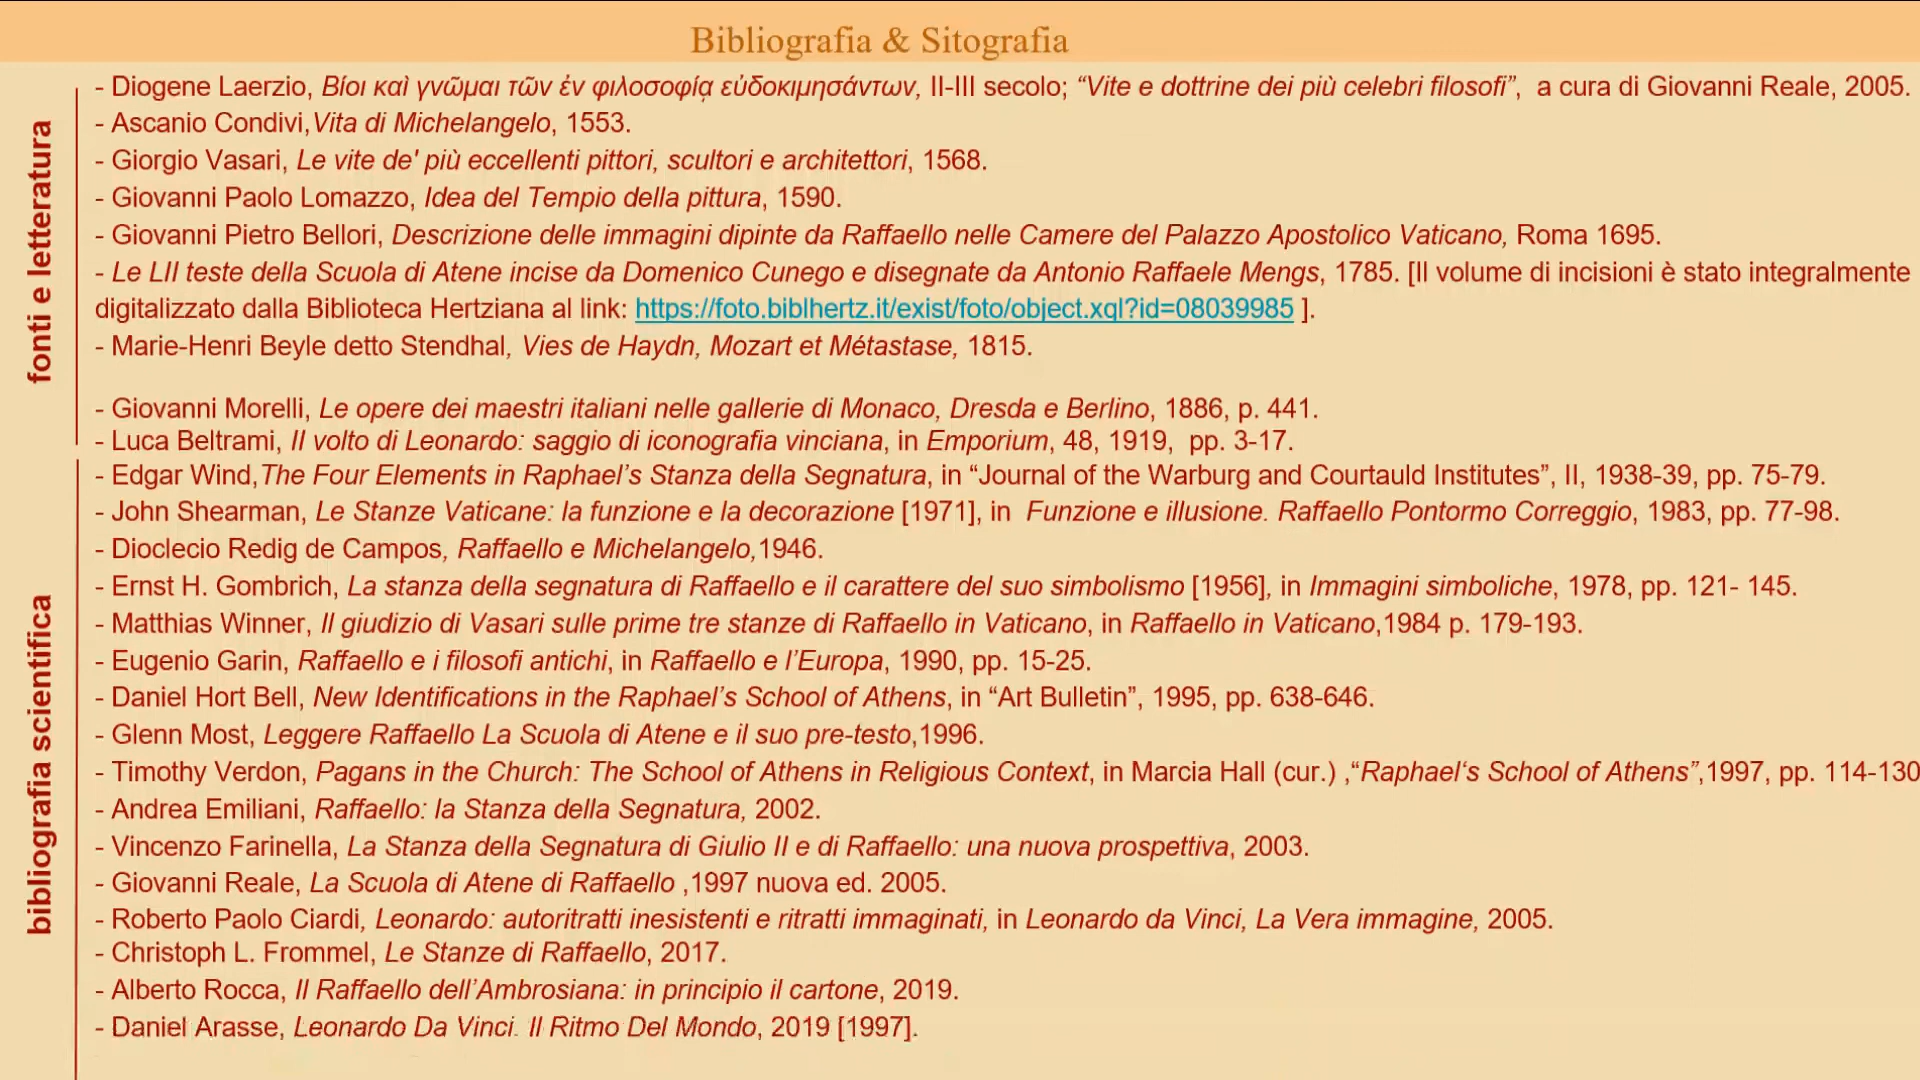 Bibliografia & Sitografia
fonti e letteratura
- Diogene Laerzio, Βίοι καὶ γνῶμαι τῶν ἐν φιλοσοφίᾳ εὐδοκιμησάντων, II-III secolo; “Vite e dottrine dei più celebri filosofi”, a cura di Giovanni Reale, 2005.
- Ascanio Condivi,Vita di Michelangelo, 1553.
- Giorgio Vasari, Le vite de' più eccellenti pittori, scultori e architettori, 1568.
- Giovanni Paolo Lomazzo, Idea del Tempio della pittura, 1590.
- Giovanni Pietro Bellori, Descrizione delle immagini dipinte da Raffaello nelle Camere del Palazzo Apostolico Vaticano, Roma 1695.
- Le LII teste della Scuola di Atene incise da Domenico Cunego e disegnate da Antonio Raffaele Mengs, 1785. [Il volume di incisioni è stato integralmente
digitalizzato dalla Biblioteca Hertziana al link: https://foto.biblhertz.it/exist/foto/object.xql?id=08039985 ].
- Marie-Henri Beyle detto Stendhal, Vies de Haydn, Mozart et Métastase, 1815.
- Giovanni Morelli, Le opere dei maestri italiani nelle gallerie di Monaco, Dresda e Berlino, 1886, p. 441.
- Luca Beltrami, Il volto di Leonardo: saggio di iconografia vinciana, in Emporium, 48, 1919, pp. 3-17.
bibliografia scientifica
- Edgar Wind,The Four Elements in Raphael’s Stanza della Segnatura, in “Journal of the Warburg and Courtauld Institutes”, II, 1938-39, pp. 75-79.
- John Shearman, Le Stanze Vaticane: la funzione e la decorazione [1971], in Funzione e illusione. Raffaello Pontormo Correggio, 1983, pp. 77-98.
- Dioclecio Redig de Campos, Raffaello e Michelangelo,1946.
- Ernst H. Gombrich, La stanza della segnatura di Raffaello e il carattere del suo simbolismo [1956], in Immagini simboliche, 1978, pp. 121- 145.
- Matthias Winner, Il giudizio di Vasari sulle prime tre stanze di Raffaello in Vaticano, in Raffaello in Vaticano,1984 p. 179-193.
- Eugenio Garin, Raffaello e i filosofi antichi, in Raffaello e l’Europa, 1990, pp. 15-25.
- Daniel Hort Bell, New Identifications in the Raphael’s School of Athens, in “Art Bulletin”, 1995, pp. 638-646.
- Glenn Most, Leggere Raffaello La Scuola di Atene e il suo pre-testo,1996.
- Timothy Verdon, Pagans in the Church: The School of Athens in Religious Context, in Marcia Hall (cur.) ,“Raphael‘s School of Athens”,1997, pp. 114-130
- Andrea Emiliani, Raffaello: la Stanza della Segnatura, 2002.
- Vincenzo Farinella, La Stanza della Segnatura di Giulio II e di Raffaello: una nuova prospettiva, 2003.
- Giovanni Reale, La Scuola di Atene di Raffaello ,1997 nuova ed. 2005.
- Roberto Paolo Ciardi, Leonardo: autoritratti inesistenti e ritratti immaginati, in Leonardo da Vinci, La Vera immagine, 2005.
- Christoph L. Frommel, Le Stanze di Raffaello, 2017.
- Alberto Rocca, Il Raffaello dell’Ambrosiana: in principio il cartone, 2019.
- Daniel Arasse, Leonardo Da Vinci. Il Ritmo Del Mondo, 2019 [1997].